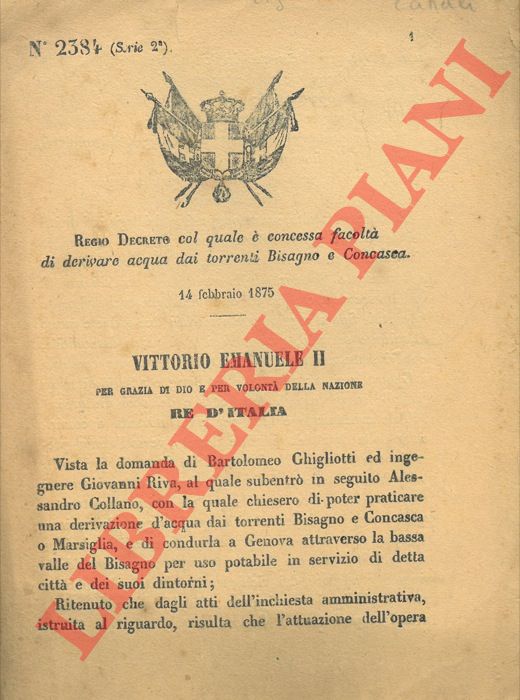 N° 2384 (Serie 2ª).
1
REGIO DECRETO col quale è concessa facoltà
di derivare acqua dai torrenti Bisagno e Concasca.
14 febbraio 1875
VITTORIO EMANUELE II
PER GRAZIA DI DIO E PER VOLONTÀ DELLA NAZIONE
RE D'ITALIA
Vista la domanda di Bartolomeo Ghigliotti ed inge-
gnere Giovanni Riva, al quale subentrò in seguito Ales-
sandro Collano, con la quale chiesero di poter praticare
una derivazione d'acqua dai torrenti Bisagno e Concasca
o Marsiglia, e di condurla a Genova attraverso la bassa
valle del Bisagno per uso potabile in servizio di detta
città e dei suoi dintorni;
Ritenuto che dagli atti dell'inchiesta amministrativa,
istruita al riguardo, risulta che l'attuazione dell'opera
LIBRERIA PIANI